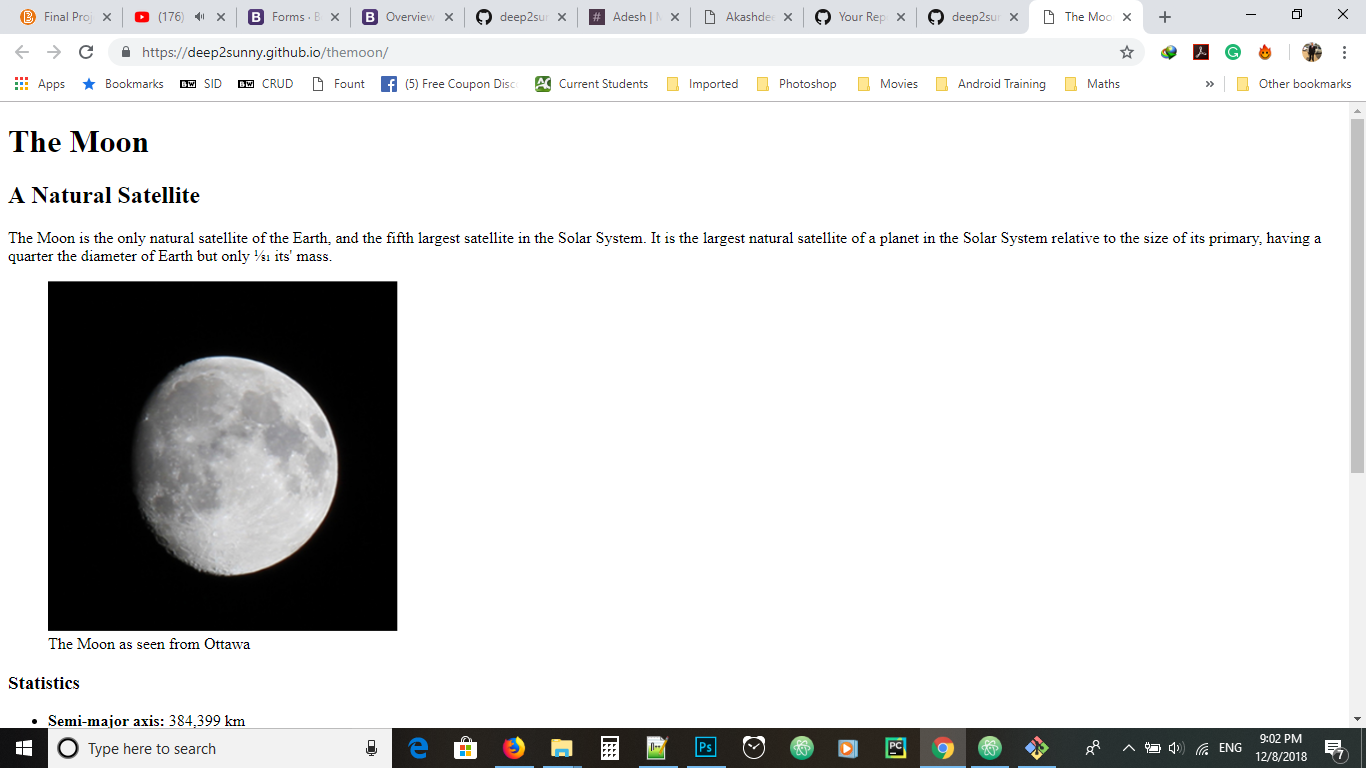 Final Proj
(176)
Forms · B
Overview
deep2sun
Adesh | M
Akashdee
Your Rep
deep2sun
The Moo
https://deep2sunny.github.io/themoon/
Apps
Bookmarks
SID
CRUD
Fount
(5) Free Coupon Disc
Current Students
Imported
Photoshop
Movies
Android Training
Maths
»
Other bookmarks
The Moon
A Natural Satellite
The Moon is the only natural satellite of the Earth, and the fifth largest satellite in the Solar System. It is the largest natural satellite of a planet in the Solar System relative to the size of its primary, having a
quarter the diameter of Earth but only ⅟₈₁ its' mass.
The Moon as seen from Ottawa
Statistics
• Semi-major axis: 384,399 km
Type here to search
Ps
PC
ENG
9:02 PM
12/8/2018
7